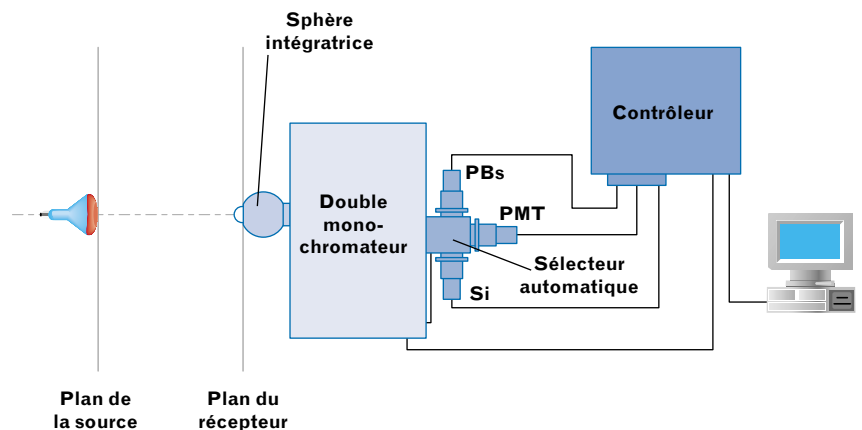 Sphère
intégratrice
Contrôleur
PBs
PMT
Double
mono-
chromateur
Sélecteur
automatique
Si
Plan de
la source
Plan du
récepteur